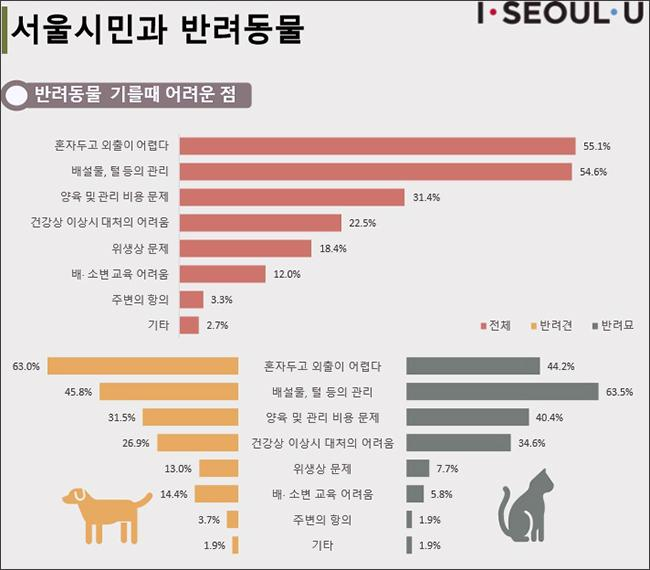 서울시민과 반려동물
I·SEOUL·U
반려동물 기를때 어려운 점
혼자두고 외출이 어렵다 55.1%
배설물, 털 등의 관리 54.6%
양육 및 관리 비용 문제 31.4%
건강상 이상시 대처의 어려움 22.5%
위생상 문제 18.4%
배· 소변 교육 어려움 12.0%
주변의 항의 3.3%
기타 2.7%
전체 반려견 반려묘
63.0% 혼자두고 외출이 어렵다 44.2%
45.8% 배설물, 털 등의 관리 63.5%
31.5% 양육 및 관리 비용 문제 40.4%
26.9% 건강상 이상시 대처의 어려움 34.6%
13.0% 위생상 문제 7.7%
14.4% 배· 소변 교육 어려움 5.8%
3.7% 주변의 항의 1.9%
1.9% 기타 1.9%